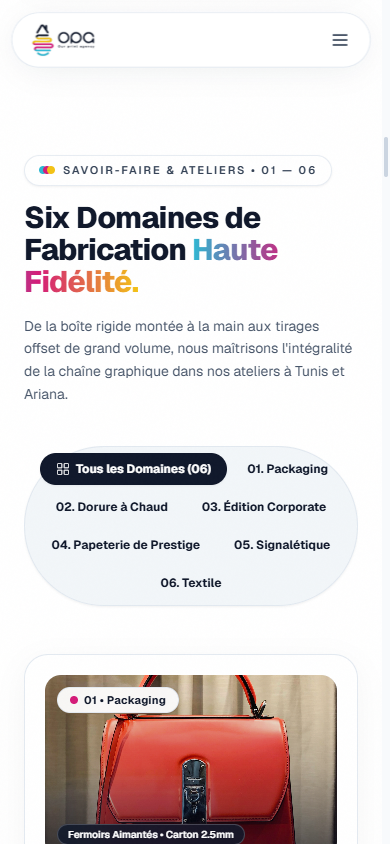 opa
Our print agency
SAVOIR-FAIRE & ATELIERS • 01 — 06
Six Domaines de
Fabrication Haute
Fidélité.
De la boîte rigide montée à la main aux tirages
offset de grand volume, nous maîtrisons l'intégralité
de la chaîne graphique dans nos ateliers à Tunis et
Ariana.
Tous les Domaines (06)
01. Packaging
02. Dorure à Chaud
03. Édition Corporate
04. Papeterie de Prestige
05. Signalétique
06. Textile
01 • Packaging
Fermoirs Aimantés • Carton 2.5mm